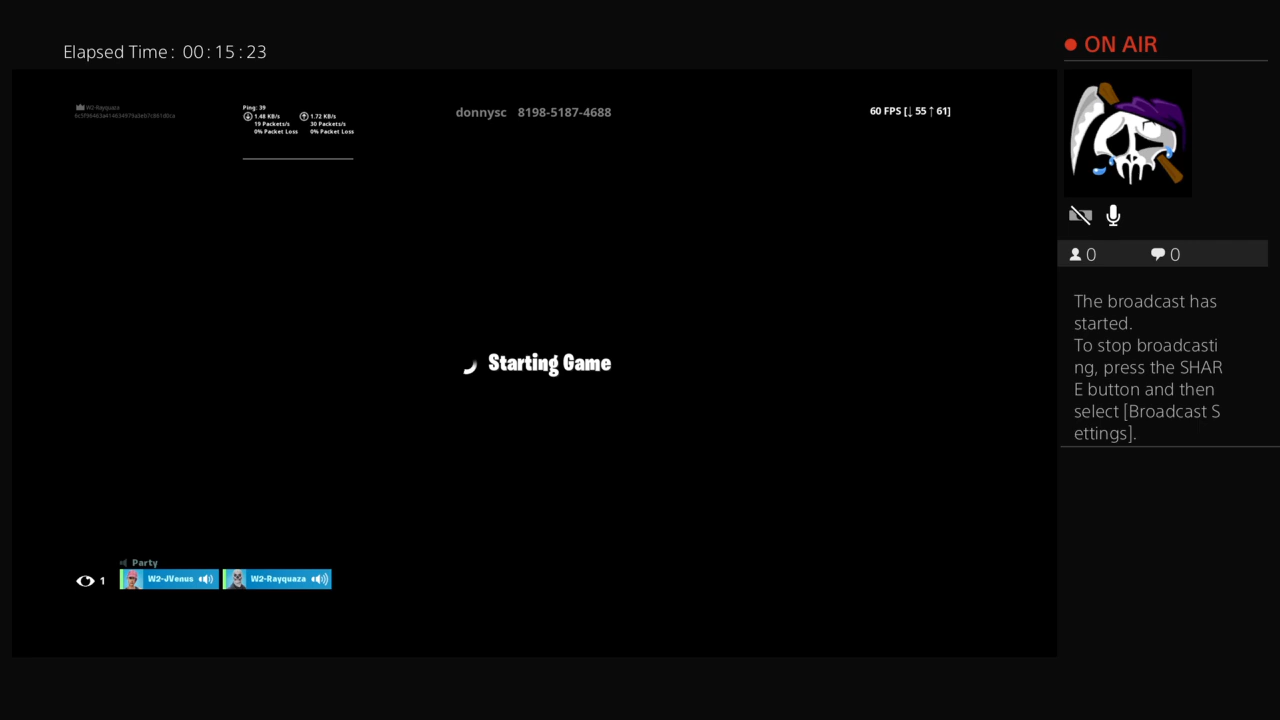 Elapsed Time: 00:15:23
ON AIR
W2-Rayquaza
Ping: 39
1.48 KB/s 1.72 KB/s
19 Packets/s 30 Packets/s
0% Packet Loss 0% Packet Loss
donnysc 8198-5187-4688
60 FPS [↓ 55 ↑ 61]
0 0
The broadcast has
started.
To stop broadcasti
ng, press the SHAR
E button and then
select [Broadcast S
ettings].
Starting Game
Party
1 W2-JVenus W2-Rayquaza